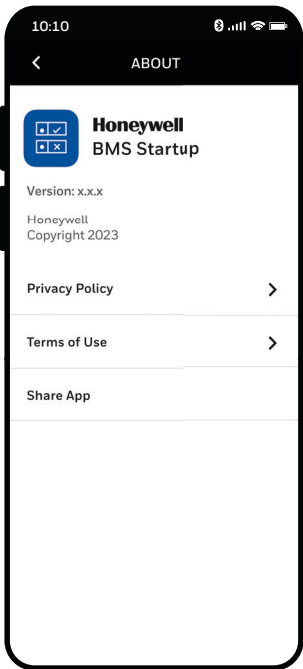 10:10
ABOUT
Honeywell
BMS Startup
Version: x.x.x
Honeywell
Copyright 2023
Privacy Policy
Terms of Use
Share App